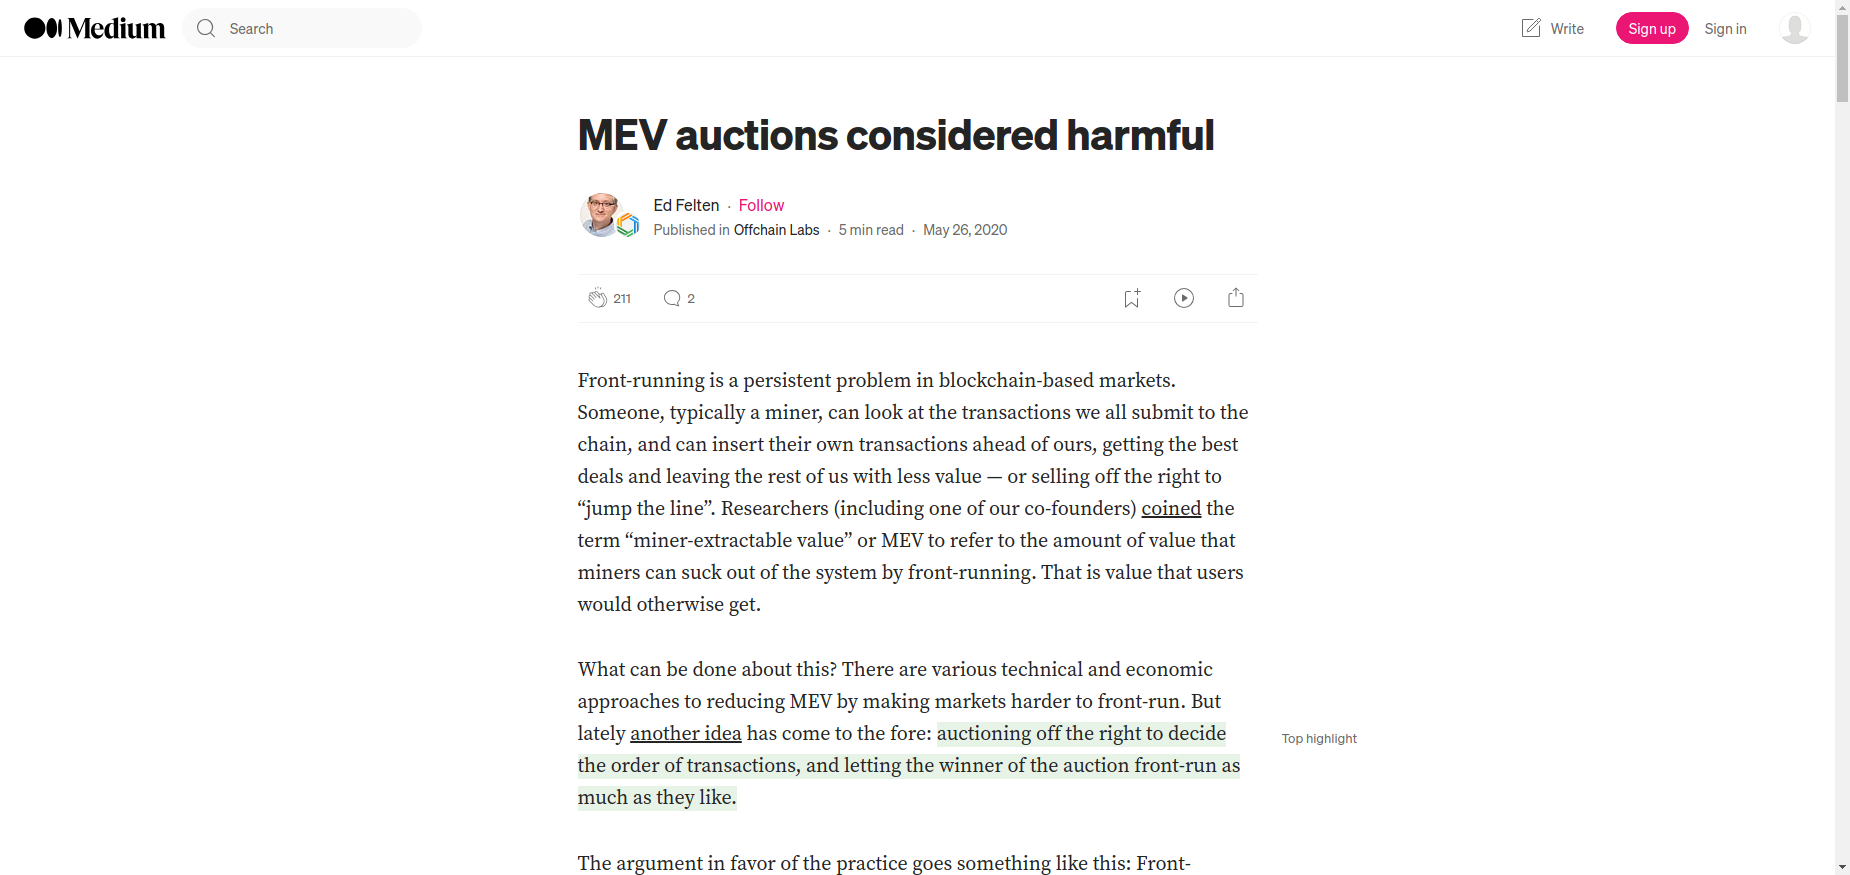 Medium
Search
Write
Sign up
Sign in
MEV auctions considered harmful
Ed Felten · Follow
Published in Offchain Labs · 5 min read · May 26, 2020
211
2
Front-running is a persistent problem in blockchain-based markets.
Someone, typically a miner, can look at the transactions we all submit to the
chain, and can insert their own transactions ahead of ours, getting the best
deals and leaving the rest of us with less value — or selling off the right to
“jump the line”. Researchers (including one of our co-founders) coined the
term “miner-extractable value” or MEV to refer to the amount of value that
miners can suck out of the system by front-running. That is value that users
would otherwise get.
What can be done about this? There are various technical and economic
approaches to reducing MEV by making markets harder to front-run. But
lately another idea has come to the fore: auctioning off the right to decide
the order of transactions, and letting the winner of the auction front-run as
much as they like.
Top highlight
The argument in favor of the practice goes something like this: Front-